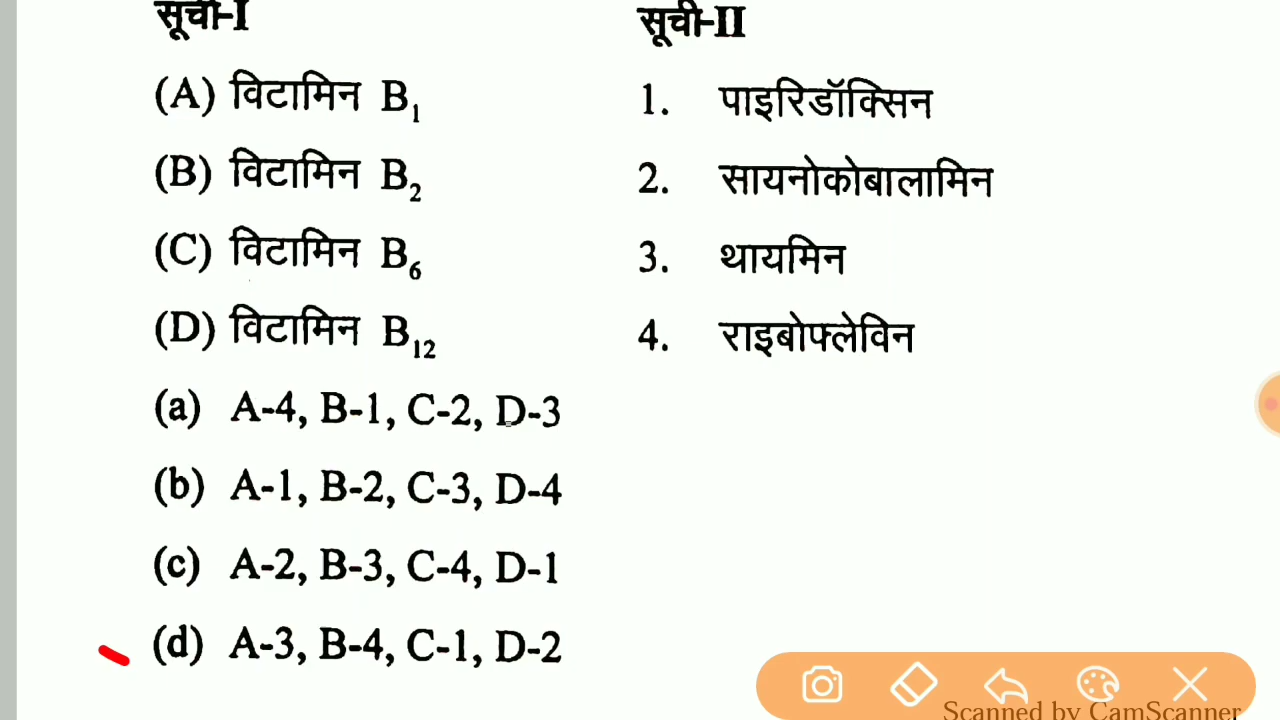 सूची-I सूची-II
(A) विटामिन B₁ 1. पाइरिडॉक्सिन
(B) विटामिन B₂ 2. सायनोकोबालामिन
(C) विटामिन B₆ 3. थायमिन
(D) विटामिन B₁₂ 4. राइबोफ्लेविन
(a) A-4, B-1, C-2, D-3
(b) A-1, B-2, C-3, D-4
(c) A-2, B-3, C-4, D-1
(d) A-3, B-4, C-1, D-2
Scanned by CamScanner